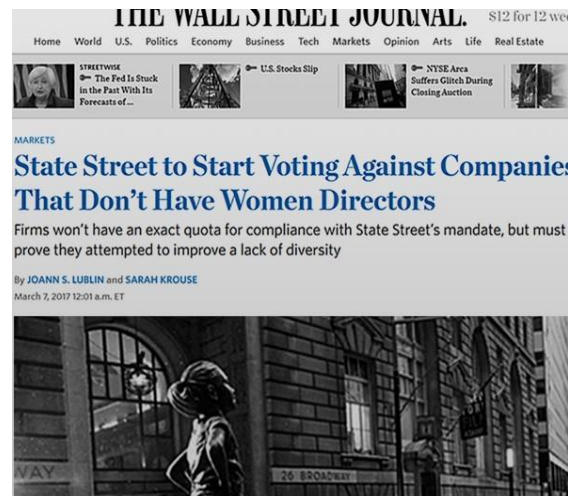 THE WALL STREET JOURNAL.
$12 for 12 wee
Home World U.S. Politics Economy Business Tech Markets Opinion Arts Life Real Estate
STREETWISE
The Fed Is Stuck
in the Past With Its
Forecasts of...
U.S. Stocks Slip
NYSE Arca
Suffers Glitch During
Closing Auction
MARKETS
State Street to Start Voting Against Companies
That Don't Have Women Directors
Firms won't have an exact quota for compliance with State Street's mandate, but must
prove they attempted to improve a lack of diversity
By JOANN S. LUBLIN and SARAH KROUSE
March 7, 2017 12:01 a.m. ET
WAY
26 BROADWAY